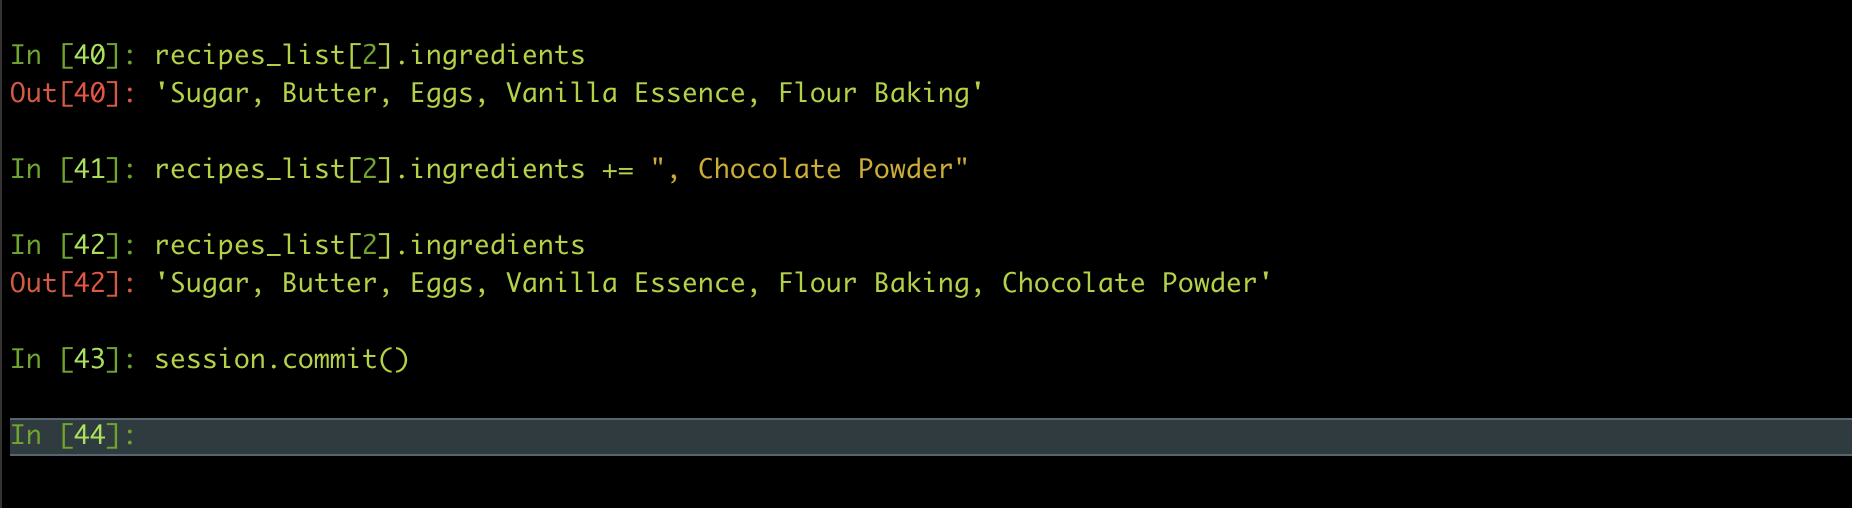 In [40]: recipes_list[2].ingredients
Out[40]: 'Sugar, Butter, Eggs, Vanilla Essence, Flour Baking'
In [41]: recipes_list[2].ingredients += ", Chocolate Powder"
In [42]: recipes_list[2].ingredients
Out[42]: 'Sugar, Butter, Eggs, Vanilla Essence, Flour Baking, Chocolate Powder'
In [43]: session.commit()
In [44]: